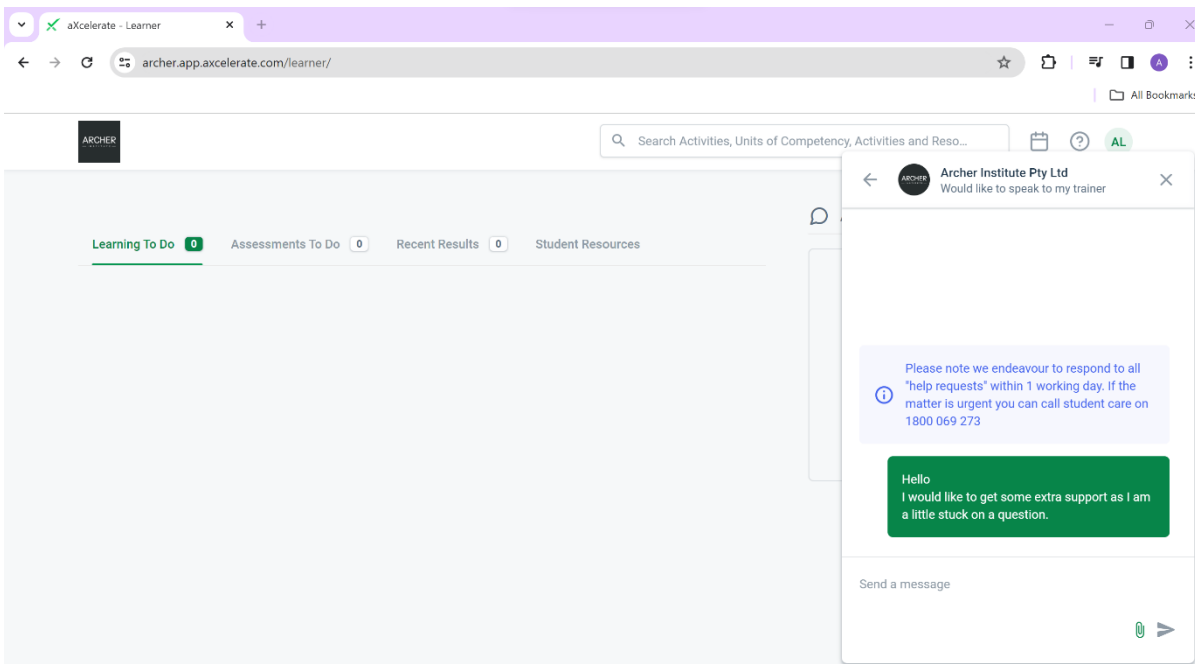 aXcelerate - Learner
archer.app.axcelerate.com/learner/
A
All Bookmarks
ARCHER
Search Activities, Units of Competency, Activities and Reso...
AL
Learning To Do 0
Assessments To Do 0
Recent Results 0
Student Resources
ARCHER
Archer Institute Pty Ltd
Would like to speak to my trainer
Please note we endeavour to respond to all
"help requests" within 1 working day. If the
matter is urgent you can call student care on
1800 069 273
Hello
I would like to get some extra support as I am
a little stuck on a question.
Send a message